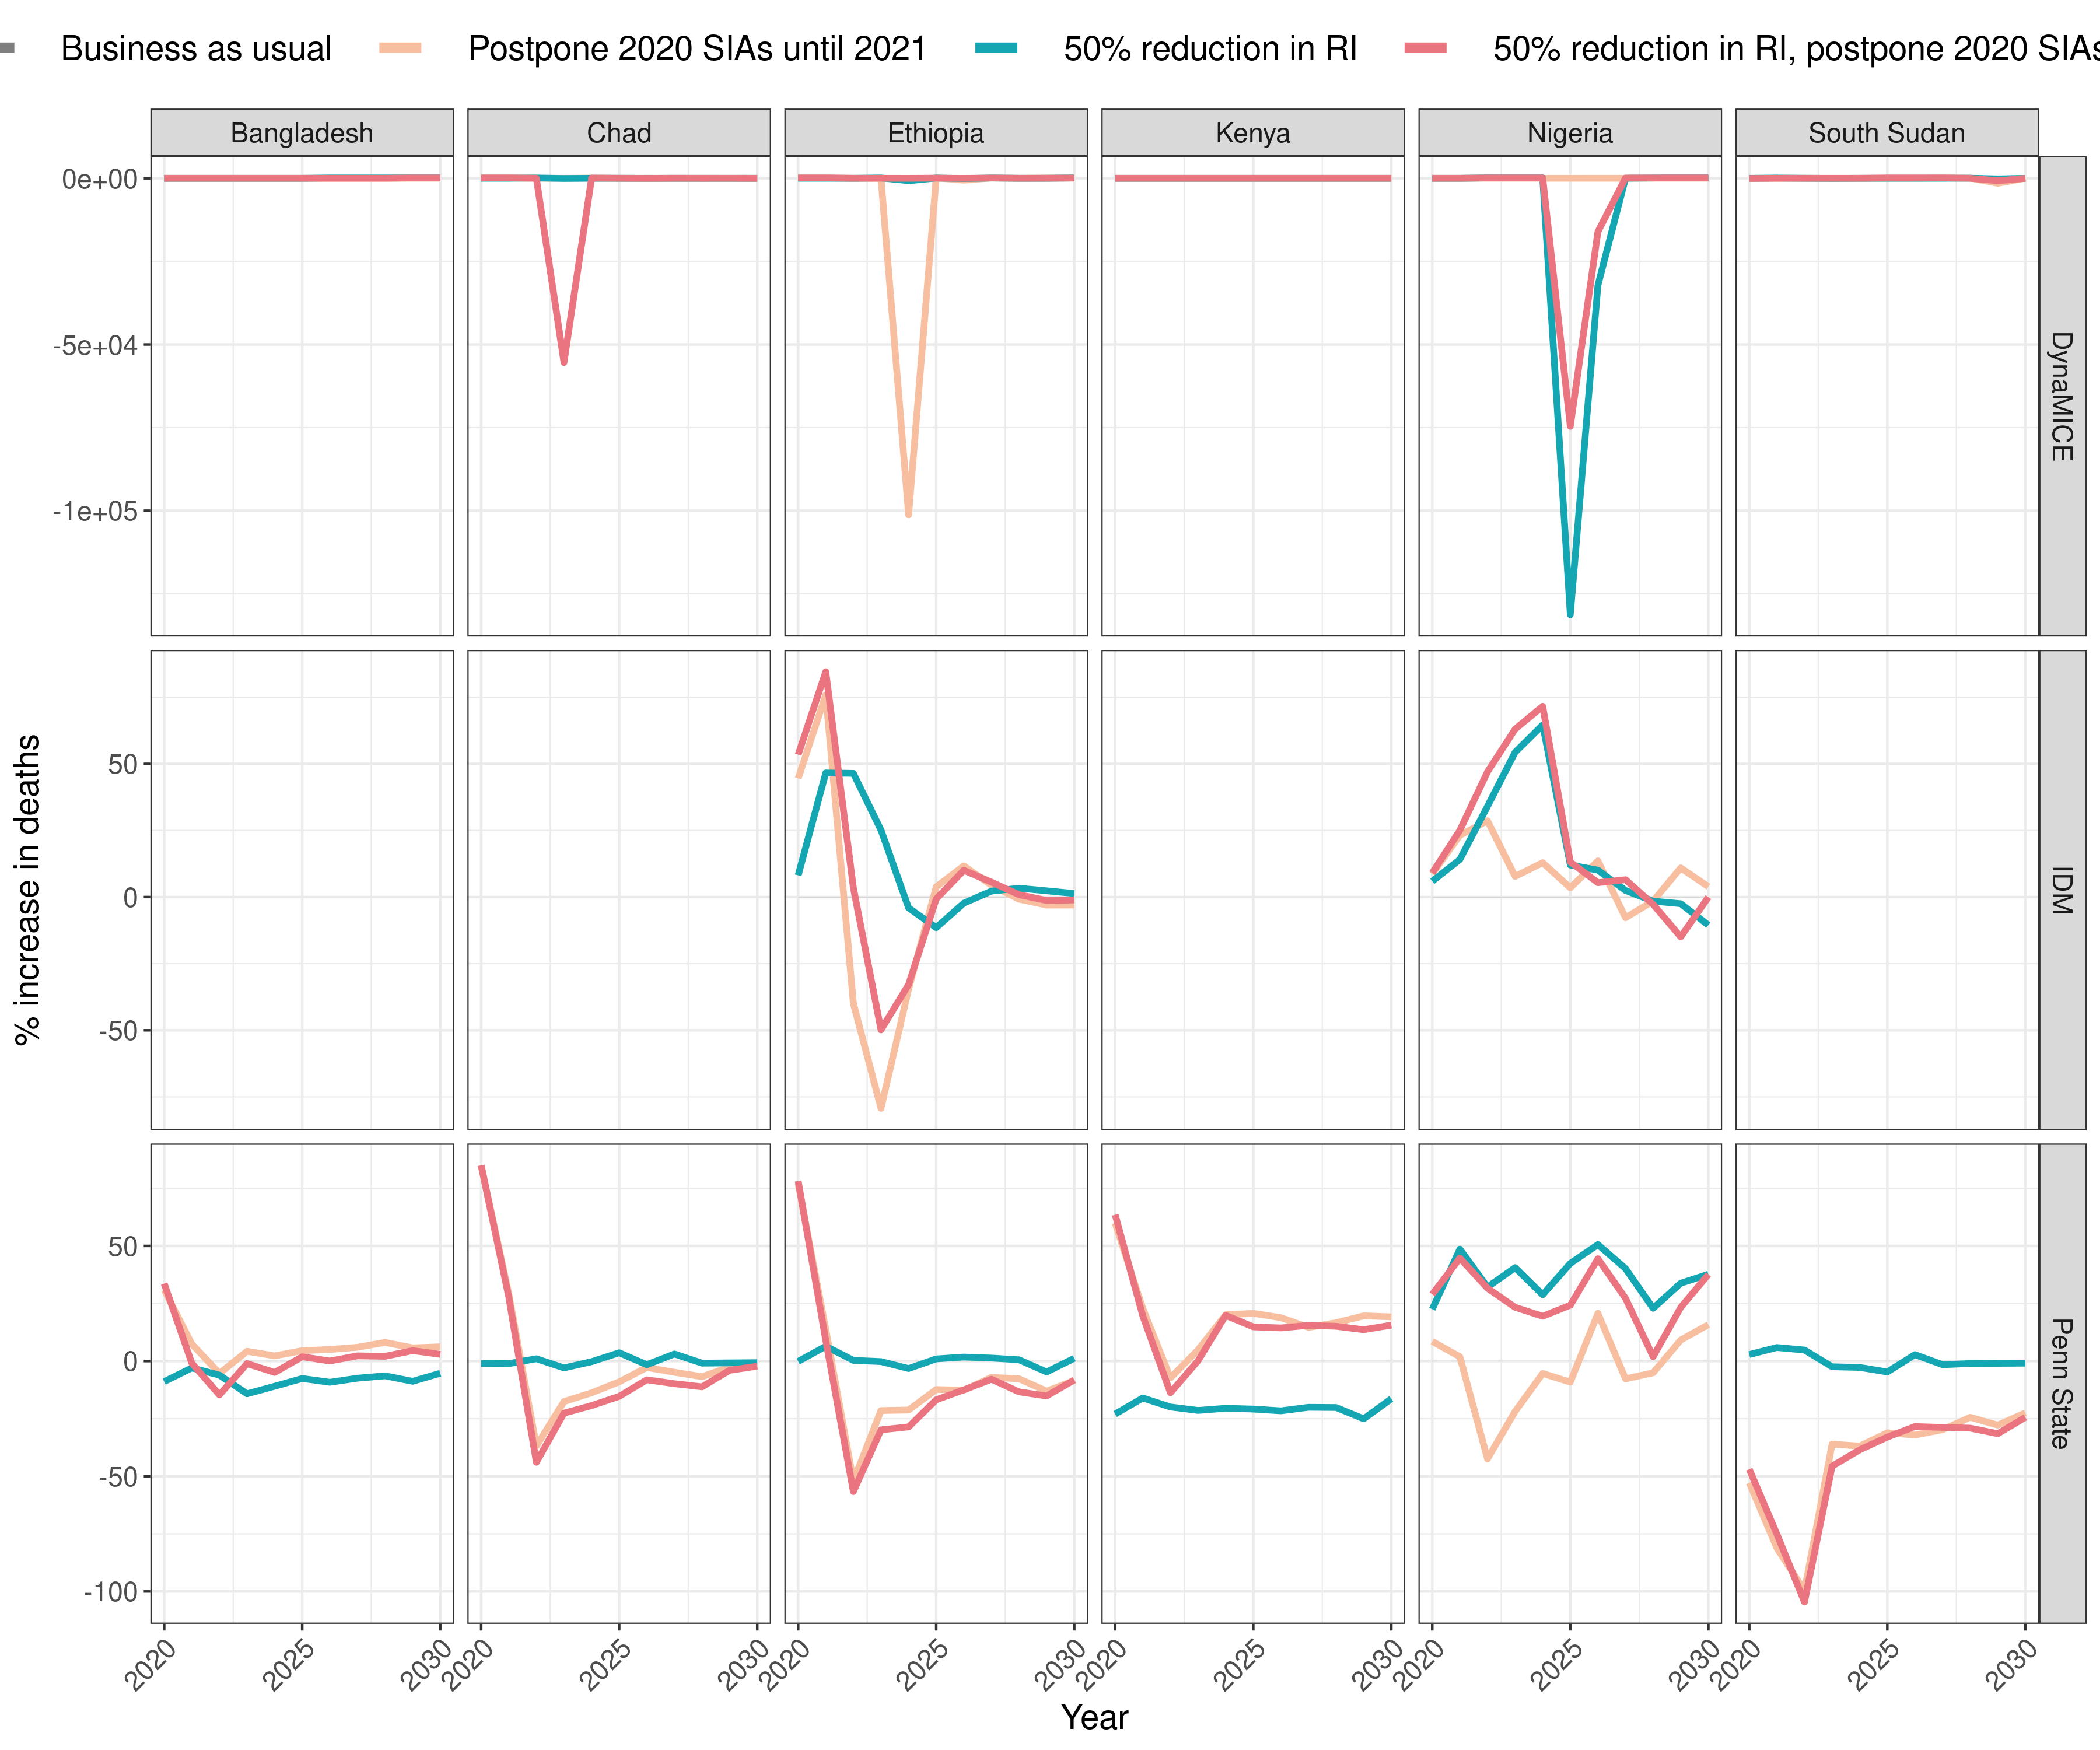 Business as usual Postpone 2020 SIAs until 2021 50% reduction in RI 50% reduction in RI, postpone 2020 SIAs
Bangladesh Chad Ethiopia Kenya Nigeria South Sudan
0e+00
-5e+04
-1e+05
DynaMICE
50
0
-50
IDM
50
0
-50
-100
Penn State
% increase in deaths
2020 2025 2030 2020 2025 2030 2020 2025 2030 2020 2025 2030 2020 2025 2030 2020 2025 2030
Year